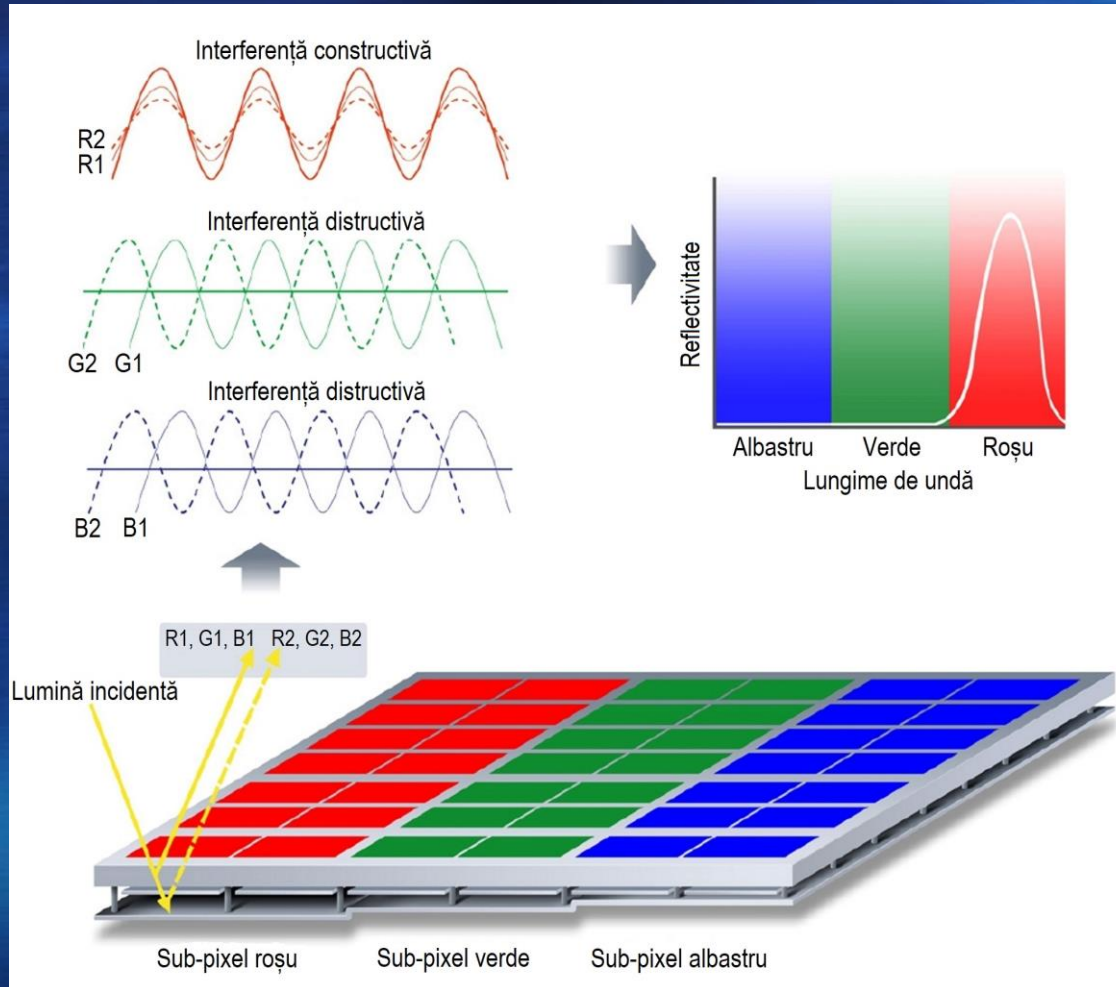 Interferență constructivă
R2
R1
Interferență distructivă
G2 G1
Interferență distructivă
B2 B1
Reflectivitate
Albastru Verde Roșu
Lungime de undă
R1, G1, B1 R2, G2, B2
Lumină incidentă
Sub-pixel roșu Sub-pixel verde Sub-pixel albastru